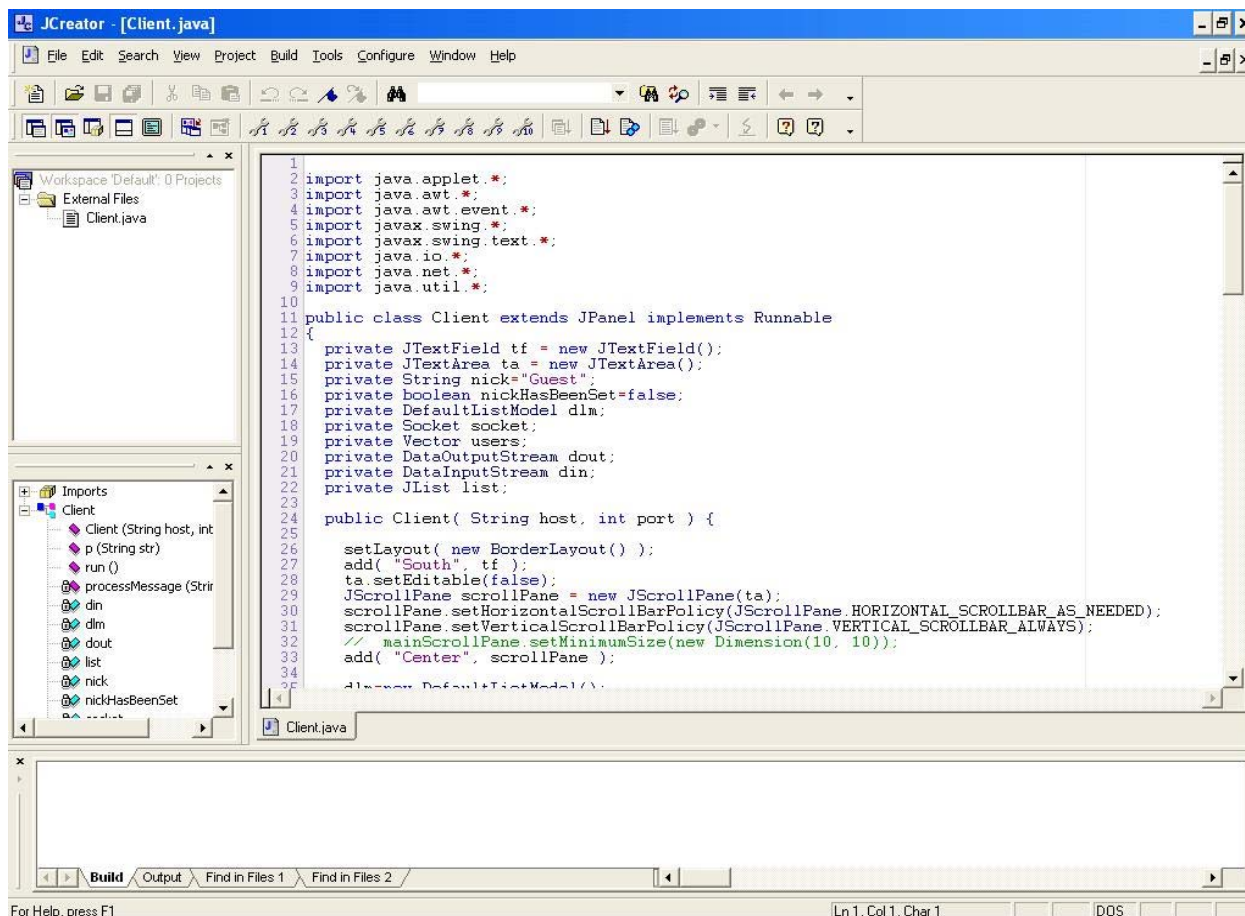 JCreator - [Client.java]
File Edit Search View Project Build Tools Configure Window Help
Workspace 'Default': 0 Projects
External Files
Client.java
Imports
Client
Client (String host, int
p (String str)
run ()
processMessage (Strin
din
dlm
dout
list
nick
nickHasBeenSet
1
2 import java.applet.*;
3 import java.awt.*;
4 import java.awt.event.*;
5 import javax.swing.*;
6 import javax.swing.text.*;
7 import java.io.*;
8 import java.net.*;
9 import java.util.*;
10
11 public class Client extends JPanel implements Runnable
12 {
13 private JTextField tf = new JTextField();
14 private JTextArea ta = new JTextArea();
15 private String nick="Guest";
16 private boolean nickHasBeenSet=false;
17 private DefaultListModel dlm;
18 private Socket socket;
19 private Vector users;
20 private DataOutputStream dout;
21 private DataInputStream din;
22 private JList list;
23
24 public Client( String host, int port ) {
25
26 setLayout( new BorderLayout() );
27 add( "South", tf );
28 ta.setEditable(false);
29 JScrollPane scrollPane = new JScrollPane(ta);
30 scrollPane.setHorizontalScrollBarPolicy(JScrollPane.HORIZONTAL_SCROLLBAR_AS_NEEDED);
31 scrollPane.setVerticalScrollBarPolicy(JScrollPane.VERTICAL_SCROLLBAR_ALWAYS);
32 // mainScrollPane.setMinimumSize(new Dimension(10, 10));
33 add( "Center", scrollPane );
34
35 dlm=new DefaultListModel();
Client.java
Build Output Find in Files 1 Find in Files 2
For Help, press F1
Ln 1, Col 1, Char 1 DOS